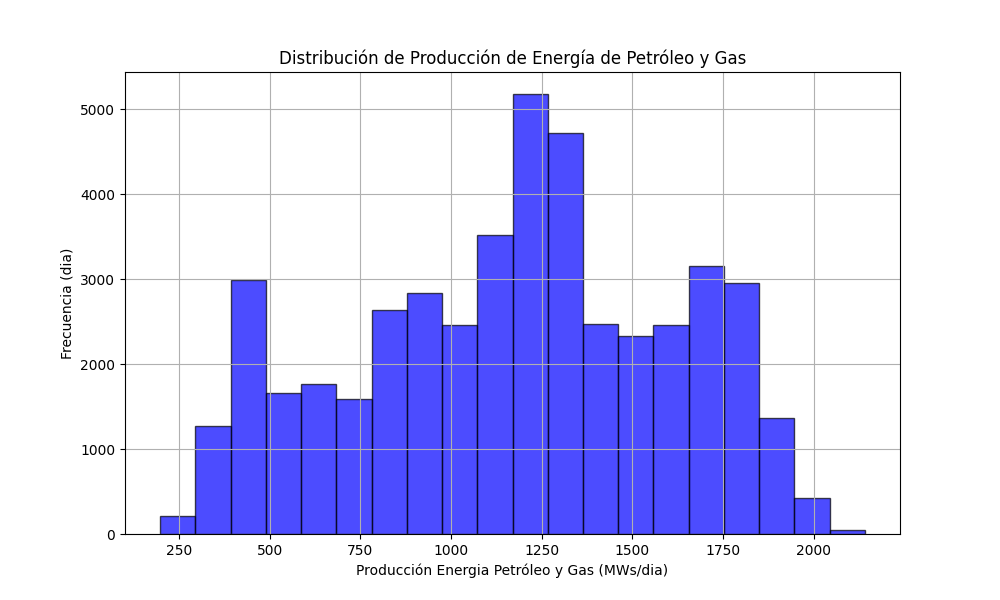 Distribución de Producción de Energía de Petróleo y Gas
Frecuencia (dia)
5000
4000
3000
2000
1000
0
250 500 750 1000 1250 1500 1750 2000
Producción Energia Petróleo y Gas (MWs/dia)